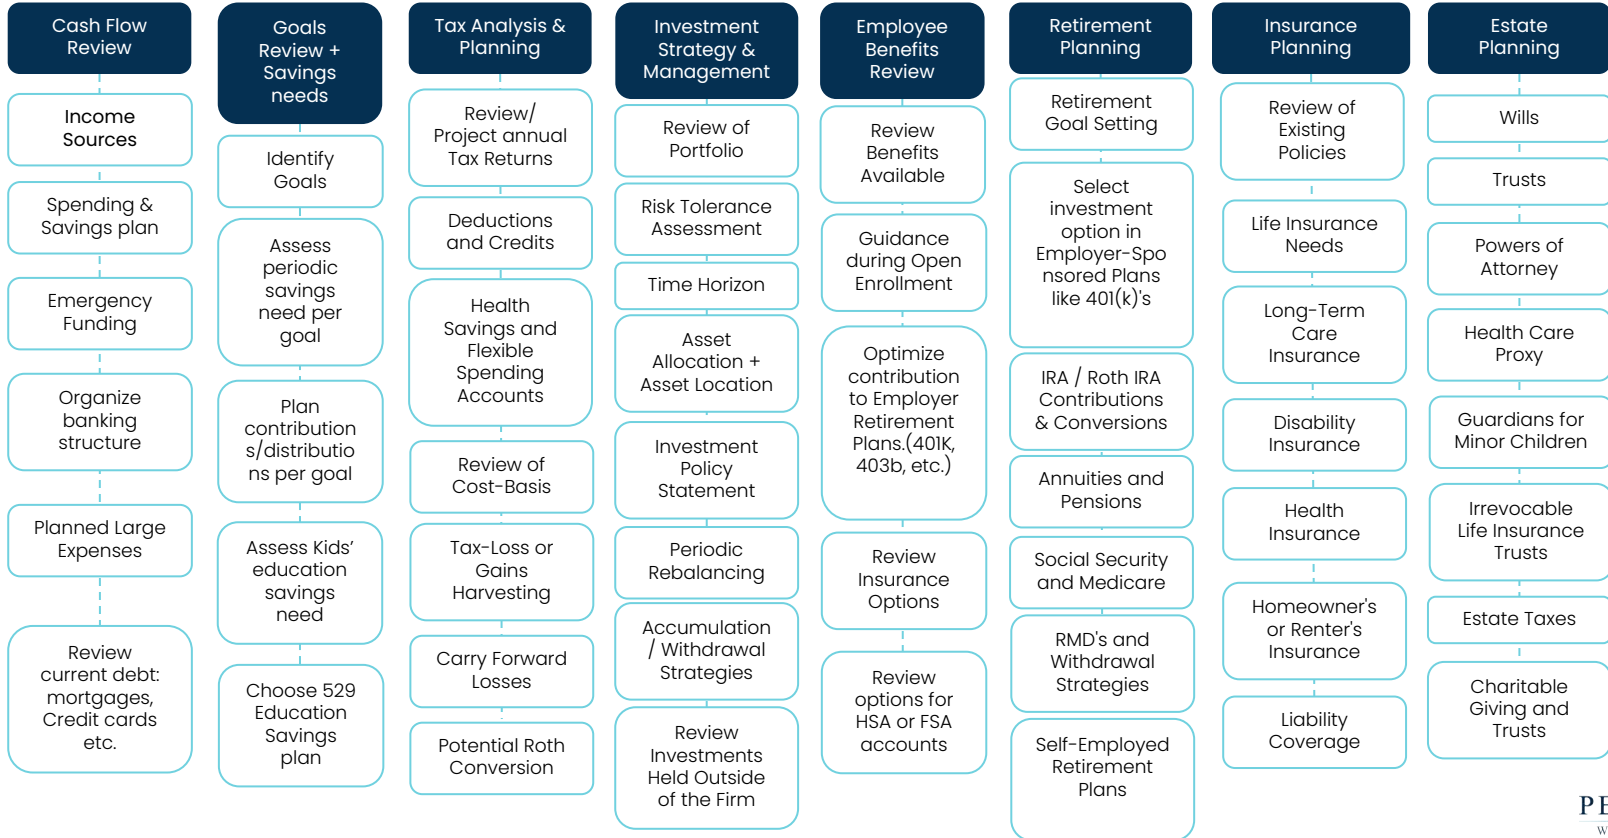 Cash Flow
Review
Income
Sources
Spending &
Savings plan
Emergency
Funding
Organize
banking
structure
Planned Large
Expenses
Review
current debt:
mortgages,
Credit cards
etc.
Goals
Review +
Savings
needs
Identify
Goals
Assess
periodic
savings
need per
goal
Plan
contribution
s/distributio
ns per goal
Assess Kids’
education
savings
need
Choose 529
Education
Savings
plan
Tax Analysis &
Planning
Review/
Project annual
Tax Returns
Deductions
and Credits
Health
Savings and
Flexible
Spending
Accounts
Review of
Cost-Basis
Tax-Loss or
Gains
Harvesting
Carry Forward
Losses
Potential Roth
Conversion
Investment
Strategy &
Management
Review of
Portfolio
Risk Tolerance
Assessment
Time Horizon
Asset
Allocation +
Asset Location
Investment
Policy
Statement
Periodic
Rebalancing
Accumulation
/ Withdrawal
Strategies
Review
Investments
Held Outside
of the Firm
Employee
Benefits
Review
Review
Benefits
Available
Guidance
during Open
Enrollment
Optimize
contribution
to Employer
Retirement
Plans.(401K,
403b, etc.)
Review
Insurance
Options
Review
options for
HSA or FSA
accounts
Retirement
Planning
Retirement
Goal Setting
Select
investment
option in
Employer-Spo
nsored Plans
like 401(k)'s
IRA / Roth IRA
Contributions
& Conversions
Annuities and
Pensions
Social Security
and Medicare
RMD's and
Withdrawal
Strategies
Self-Employed
Retirement
Plans
Insurance
Planning
Review of
Existing
Policies
Life Insurance
Needs
Long-Term
Care
Insurance
Disability
Insurance
Health
Insurance
Homeowner's
or Renter's
Insurance
Liability
Coverage
Estate
Planning
Wills
Trusts
Powers of
Attorney
Health Care
Proxy
Guardians for
Minor Children
Irrevocable
Life Insurance
Trusts
Estate Taxes
Charitable
Giving and
Trusts